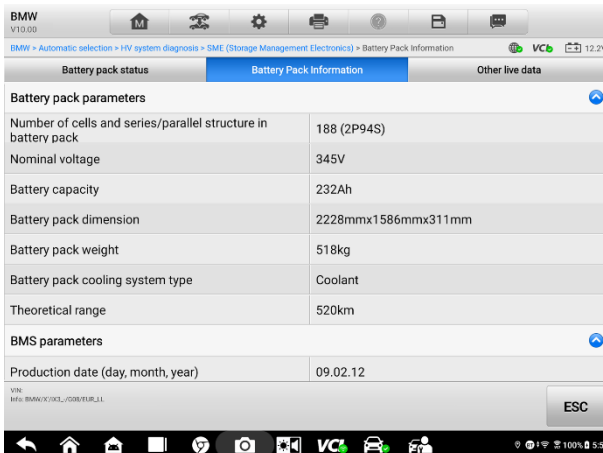 BMW
V10.00
BMW > Automatic selection > HV system diagnosis > SME (Storage Management Electronics) > Battery Pack Information
VCI
12.2V
Battery pack status
Battery Pack Information
Other live data
Battery pack parameters
Number of cells and series/parallel structure in
battery pack
188 (2P94S)
Nominal voltage
345V
Battery capacity
232Ah
Battery pack dimension
2228mmx1586mmx311mm
Battery pack weight
518kg
Battery pack cooling system type
Coolant
Theoretical range
520km
BMS parameters
Production date (day, month, year)
09.02.12
VIN:
ESC
VCI
100%